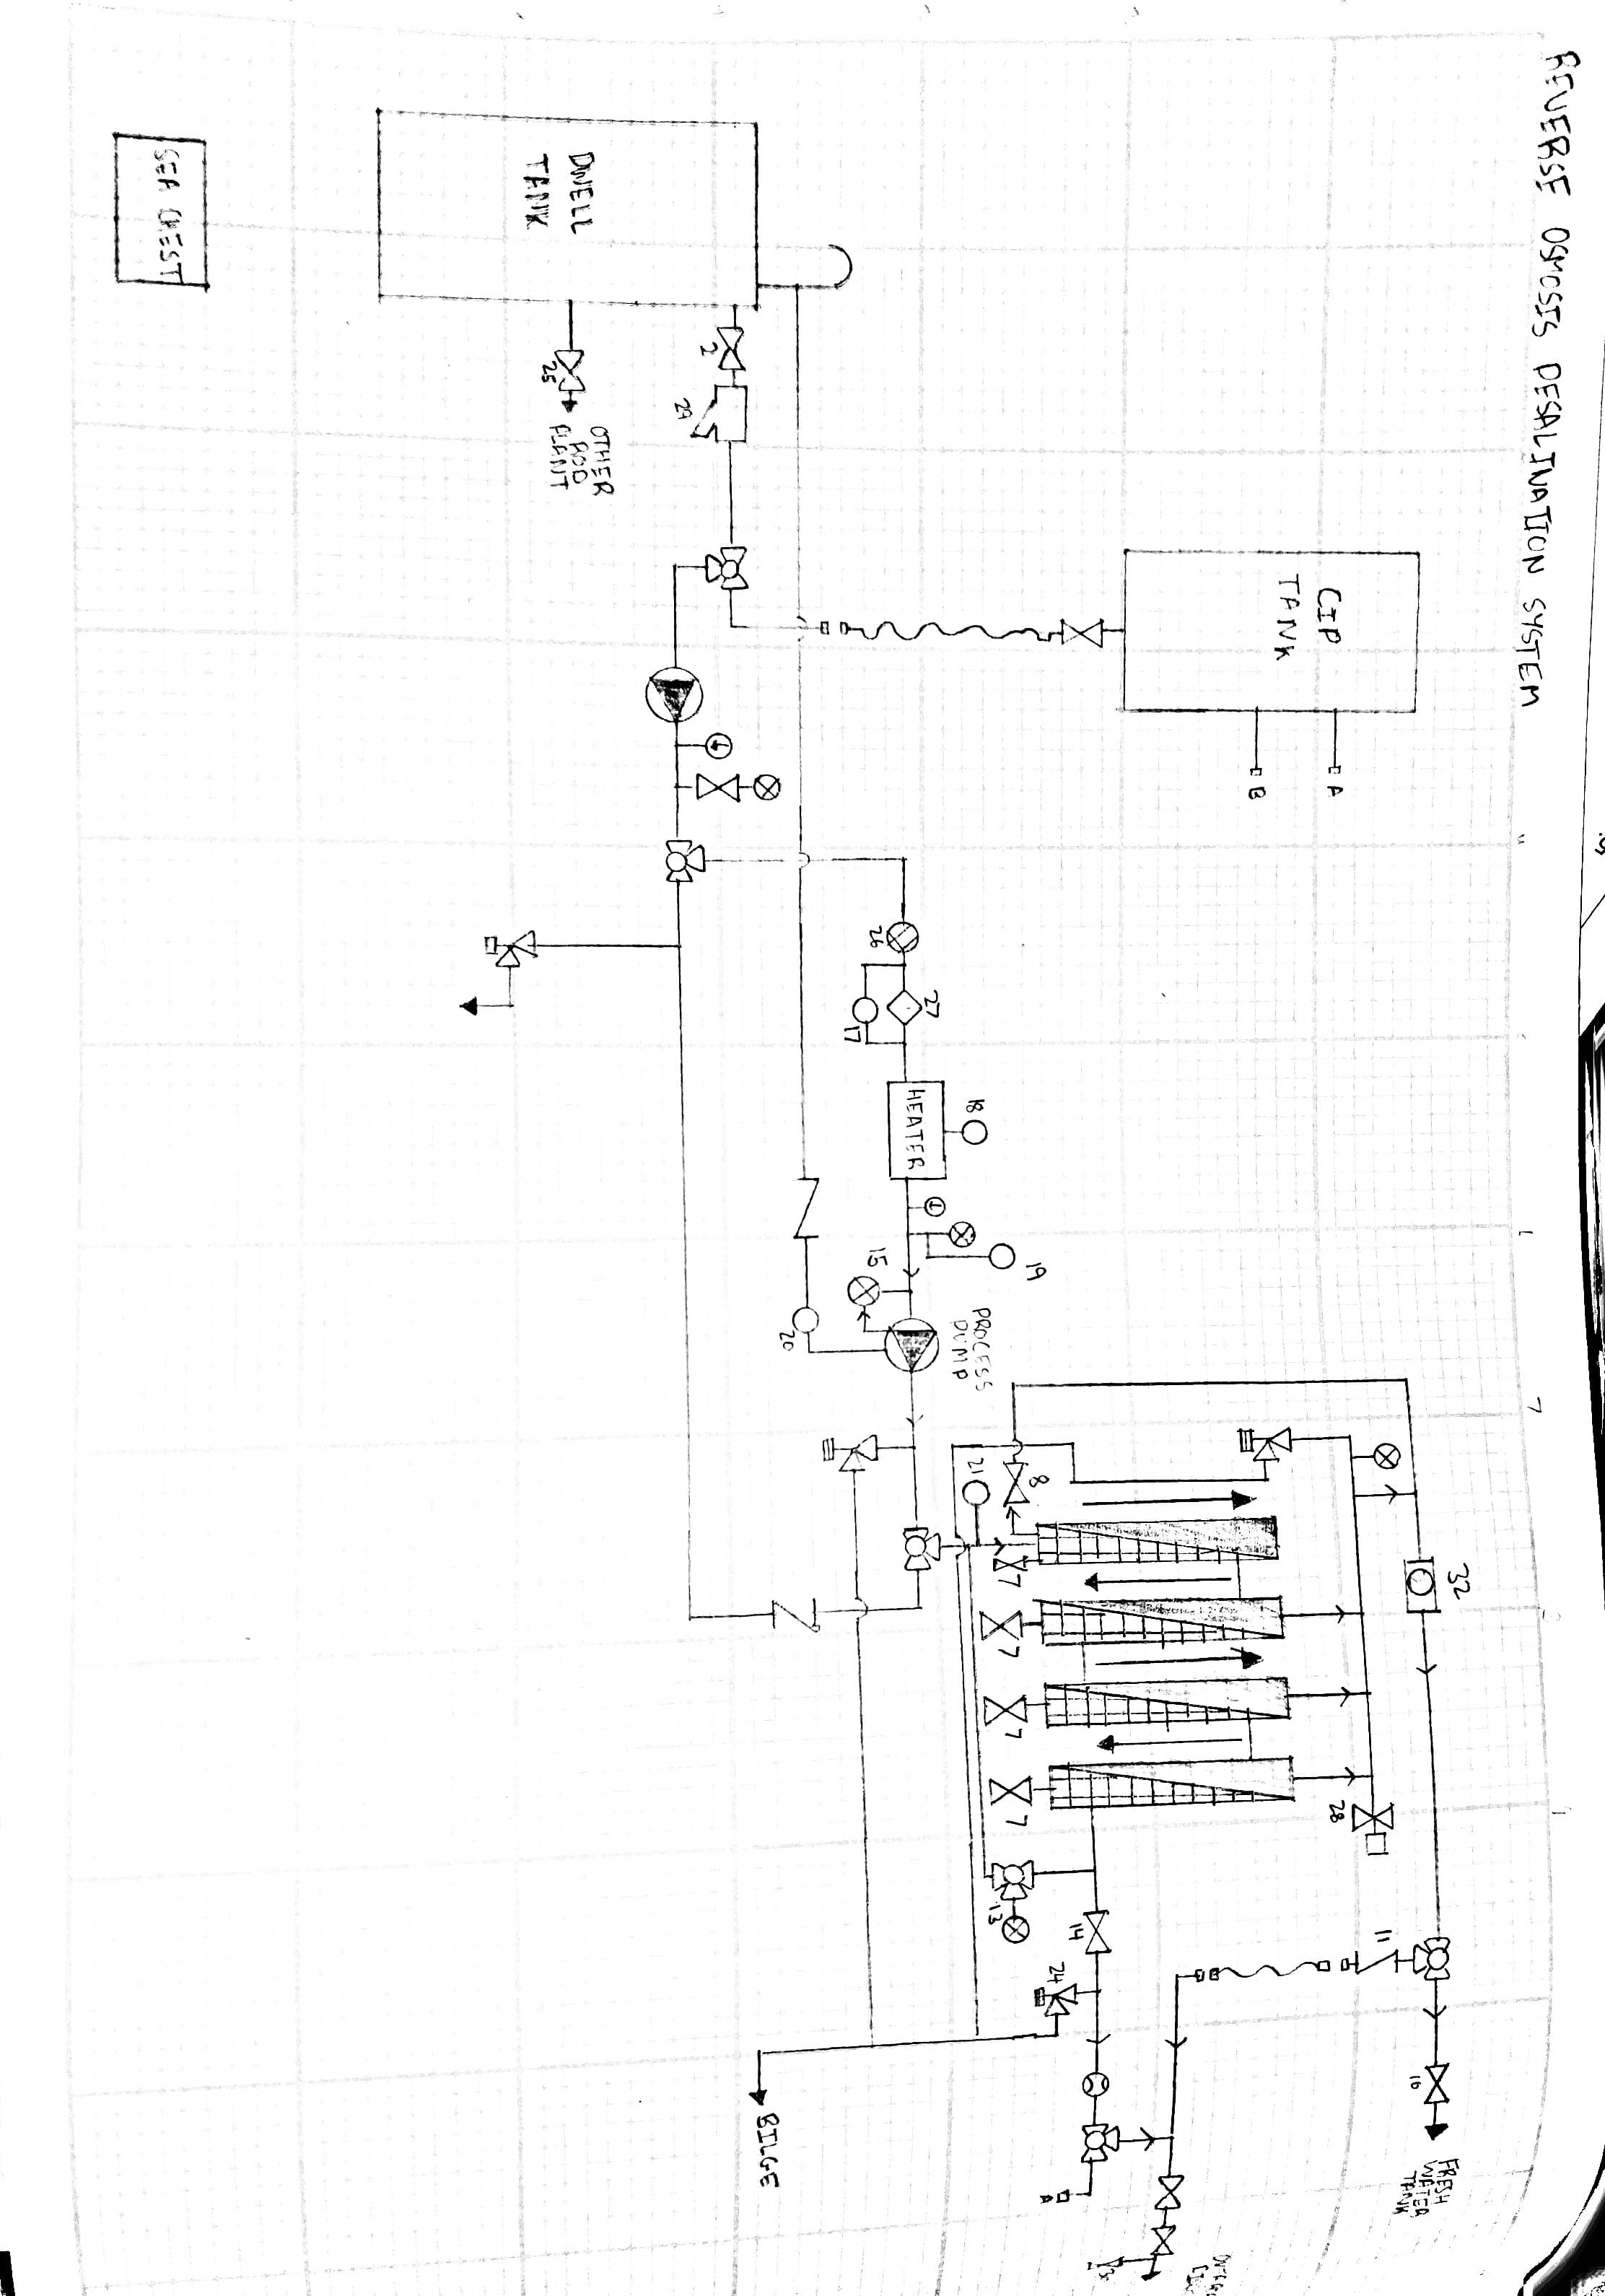 REVERSE OSMOSIS DESALINATION SYSTEM
SEA CHEST
DWELL
TANK
2
29
25
OTHER
ROD
PLANT
CIP
TANK
A
B
26
27
17
HEATER
18
19
15
20
PROCESS
PUMP
21
8
7
7
7
7
32
28
13
14
24
11
16
FRESH
WATER
TANK
BILGE